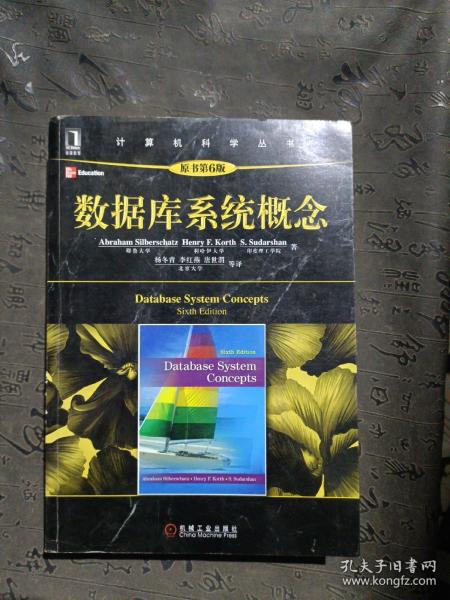 计算机科学丛书
原书第6版
Education
数据库系统概念
Abraham Silberschatz Henry F. Korth S. Sudarshan 著
耶鲁大学 利哈伊大学 印度理工学院
杨冬青 李红燕 唐世渭 等译
北京大学
Database System Concepts
Sixth Edition
Sixth Edition
Database System
Concepts
Abraham Silberschatz • Henry F. Korth • S. Sudarshan
机械工业出版社
China Machine Press
孔夫子旧书网
www.kongfz.com